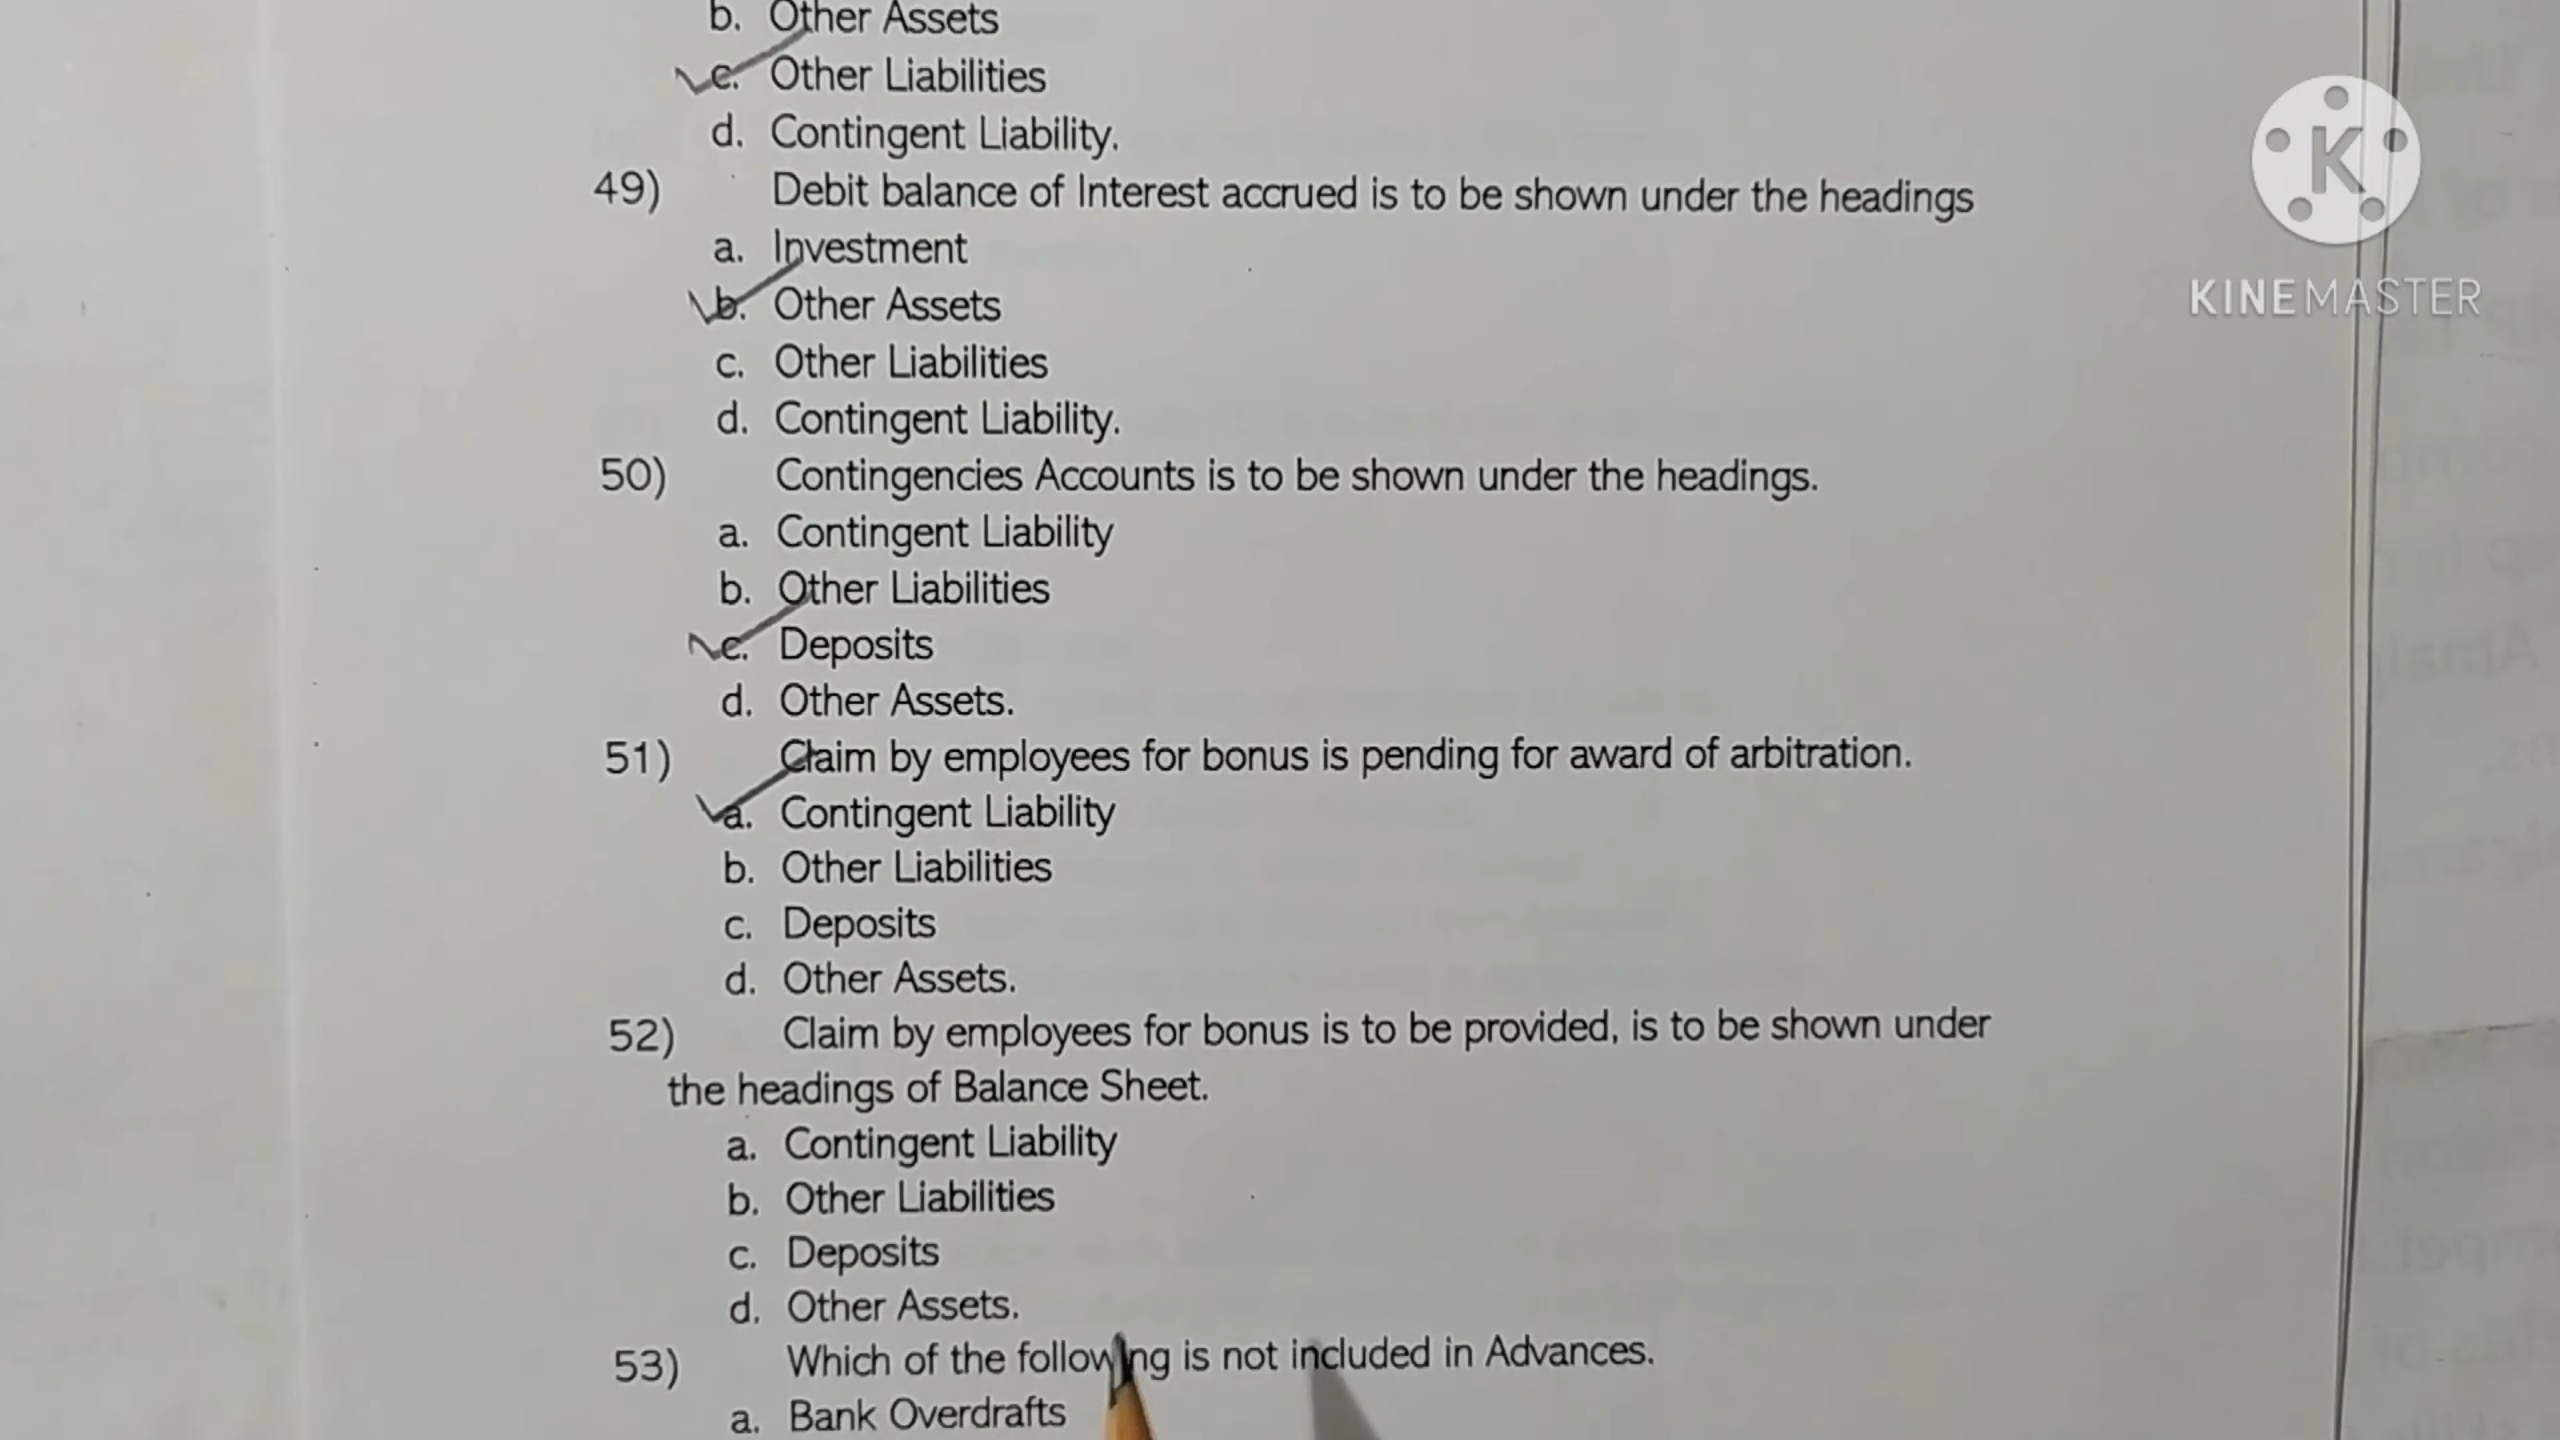 b. Other Assets
c. Other Liabilities
d. Contingent Liability.
49) Debit balance of Interest accrued is to be shown under the headings
a. Investment
b. Other Assets
c. Other Liabilities
d. Contingent Liability.
50) Contingencies Accounts is to be shown under the headings.
a. Contingent Liability
b. Other Liabilities
c. Deposits
d. Other Assets.
51) Claim by employees for bonus is pending for award of arbitration.
a. Contingent Liability
b. Other Liabilities
c. Deposits
d. Other Assets.
52) Claim by employees for bonus is to be provided, is to be shown under
the headings of Balance Sheet.
a. Contingent Liability
b. Other Liabilities
c. Deposits
d. Other Assets.
53) Which of the following is not included in Advances.
a. Bank Overdrafts
K
KINEMASTER